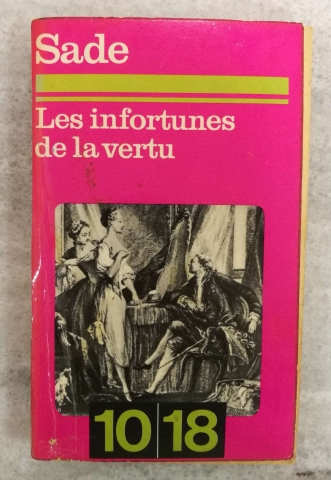 Sade
Les infortunes
de la vertu
10|18